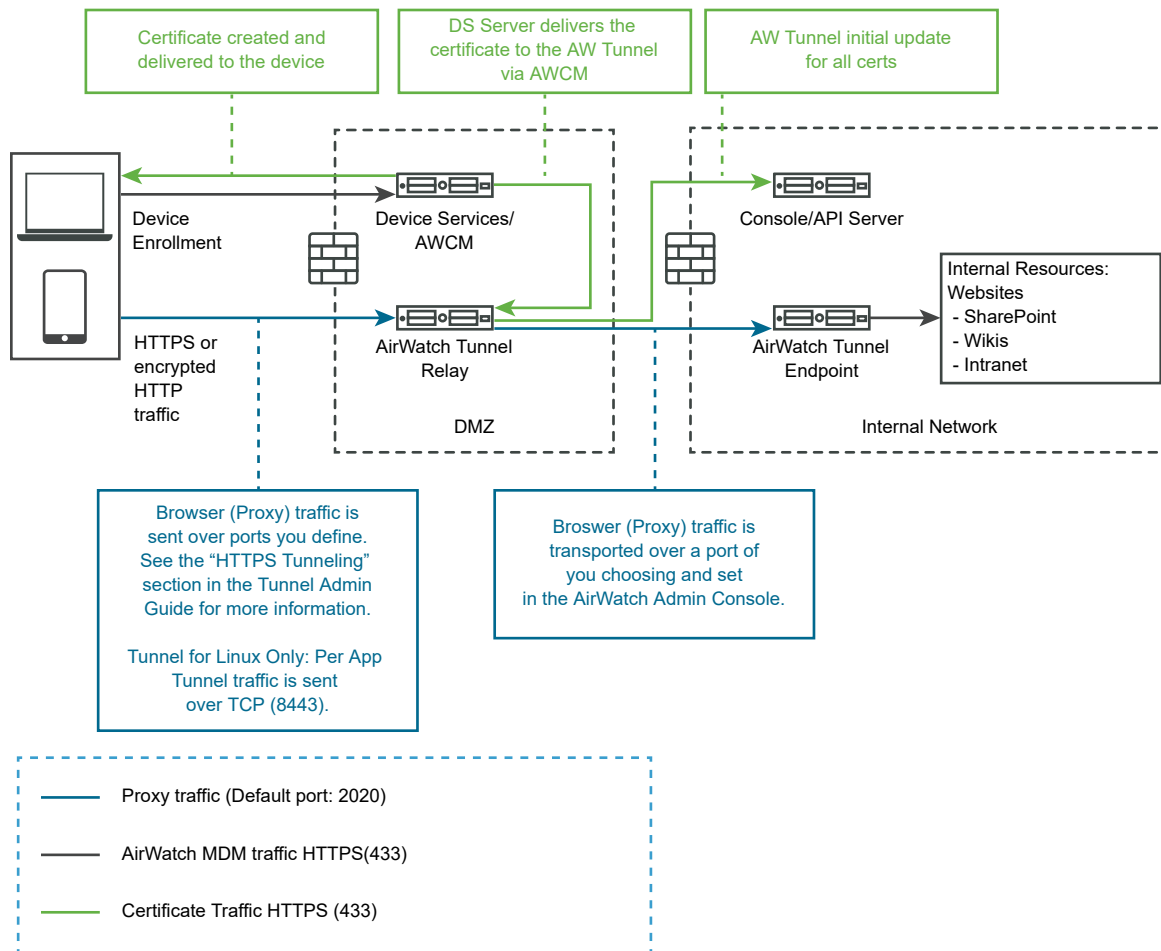 Certificate created and
delivered to the device
DS Server delivers the
certificate to the AW Tunnel
via AWCM
AW Tunnel initial update
for all certs
Device
Enrollment
Device Services/
AWCM
Console/API Server
Internal Resources:
Websites
- SharePoint
- Wikis
- Intranet
HTTPS or
encrypted
HTTP
traffic
AirWatch Tunnel
Relay
AirWatch Tunnel
Endpoint
DMZ
Internal Network
Browser (Proxy) traffic is
sent over ports you define.
See the “HTTPS Tunneling”
section in the Tunnel Admin
Guide for more information.
Tunnel for Linux Only: Per App
Tunnel traffic is sent
over TCP (8443).
Broswer (Proxy) traffic is
transported over a port of
you choosing and set
in the AirWatch Admin Console.
Proxy traffic (Default port: 2020)
AirWatch MDM traffic HTTPS(433)
Certificate Traffic HTTPS (433)